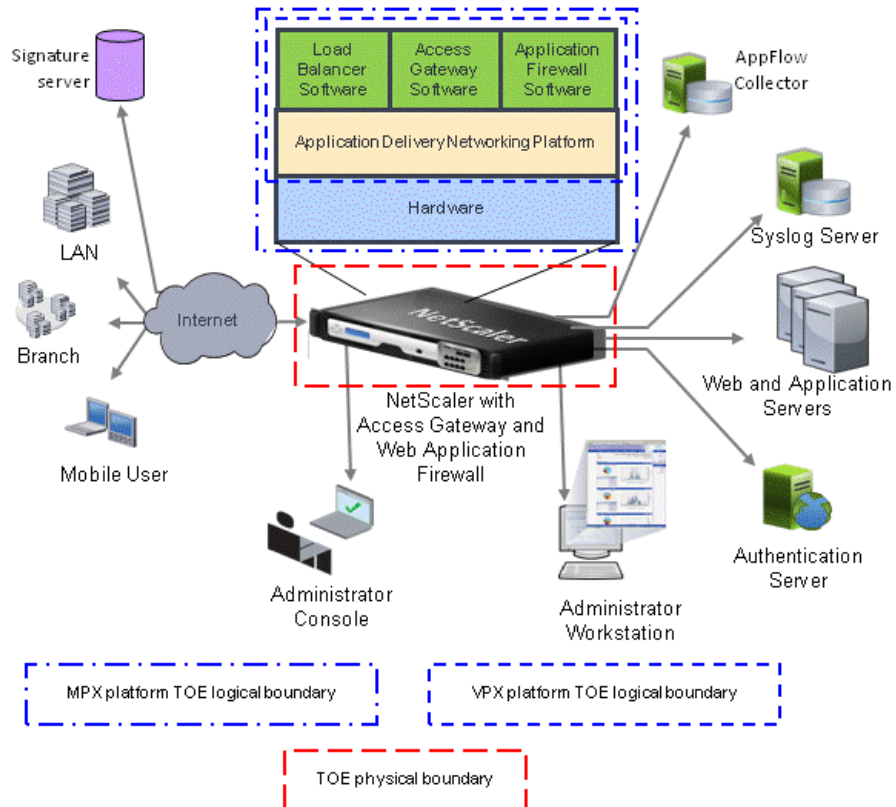 Signature
server
Load
Balancer
Software
Access
Gateway
Software
Application
Firewall
Software
AppFlow
Collector
Application Delivery Networking Platform
Hardware
LAN
Syslog Server
Internet
NetScaler
Branch
Web and Application
Servers
NetScaler with
Access Gateway and
Web Application
Firewall
Mobile User
Authentication
Server
Administrator
Console
Administrator
Workstation
MPX platform TOE logical boundary
VPX platform TOE logical boundary
TOE physical boundary